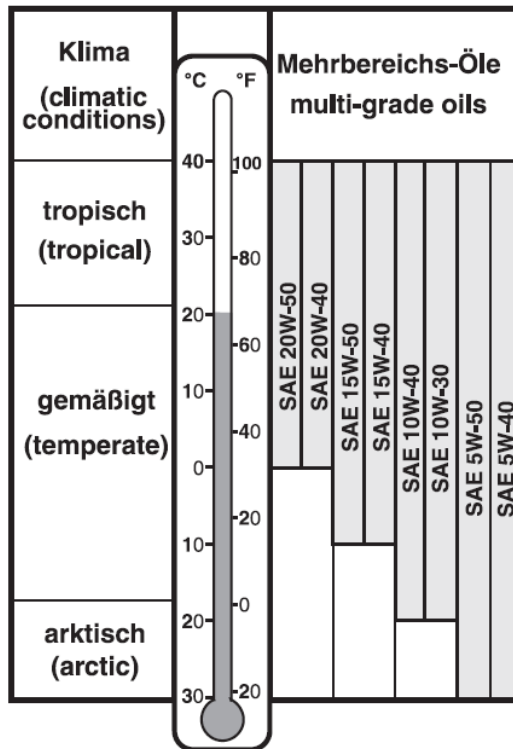 Klima
(climatic
conditions)
°C °F
Mehrbereichs-Öle
multi-grade oils
tropisch
(tropical)
gemäßigt
(temperate)
arktisch
(arctic)
40
30
20
10
0
10
20
30
100
80
60
40
20
0
20
SAE 20W-50
SAE 20W-40
SAE 15W-50
SAE 15W-40
SAE 10W-40
SAE 10W-30
SAE 5W-50
SAE 5W-40